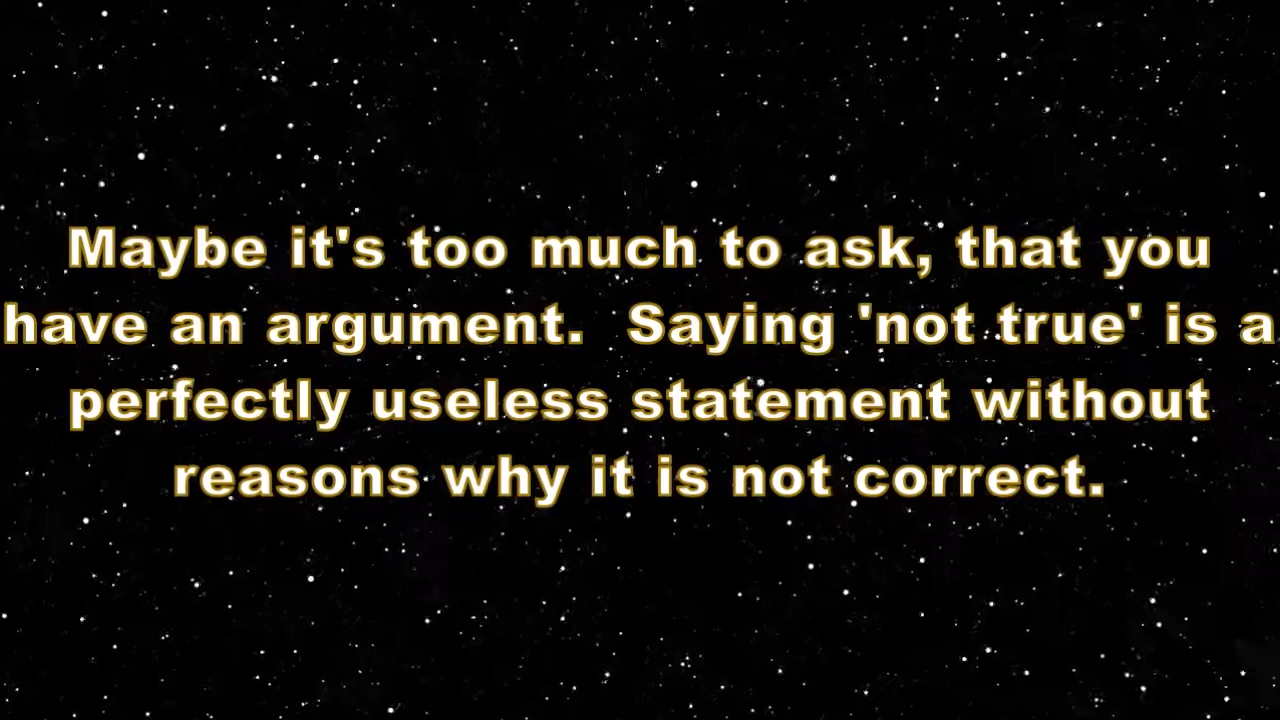 Maybe it's too much to ask, that you
have an argument.  Saying 'not true' is a
perfectly useless statement without
reasons why it is not correct.